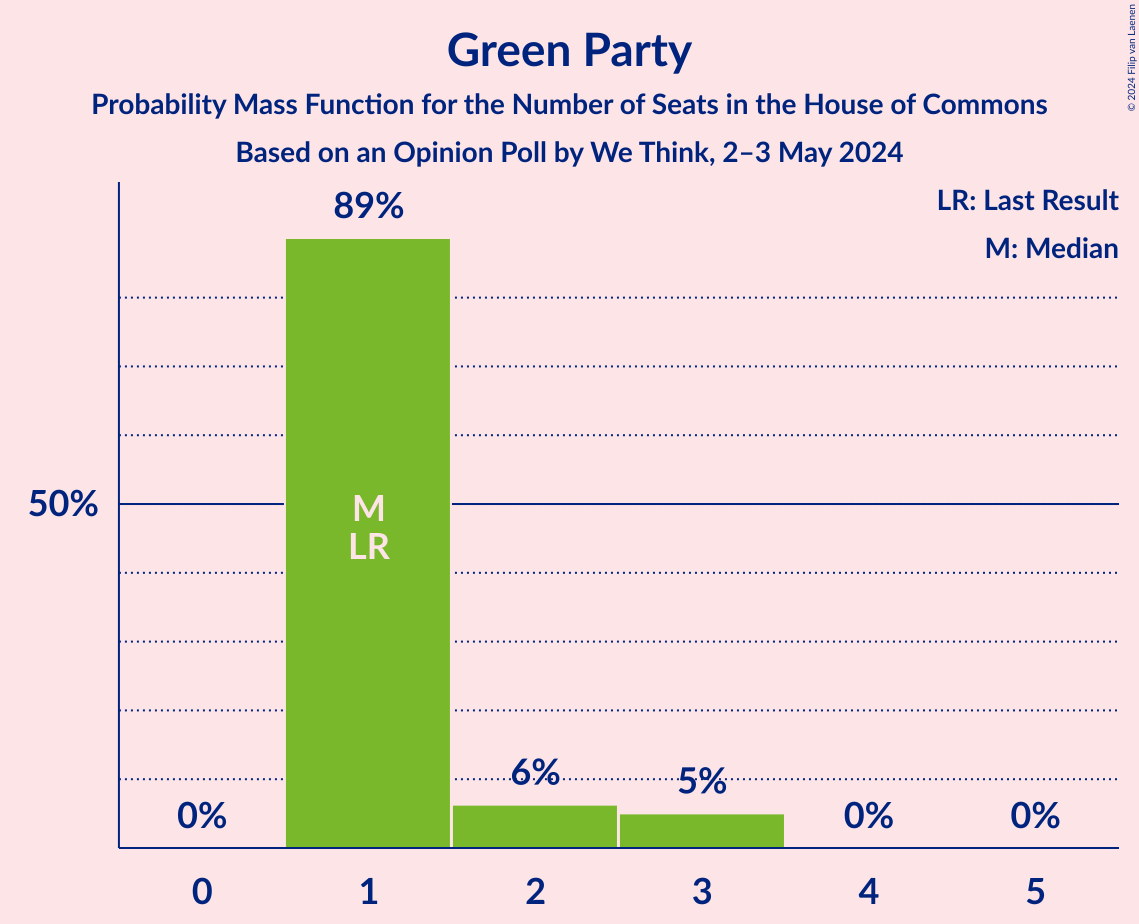 Green Party
Probability Mass Function for the Number of Seats in the House of Commons
Based on an Opinion Poll by We Think, 2–3 May 2024
© 2024 Filip van Laenen
LR: Last Result
M: Median
89%
50%
M
LR
0%
6%
5%
0%
0%
0
1
2
3
4
5